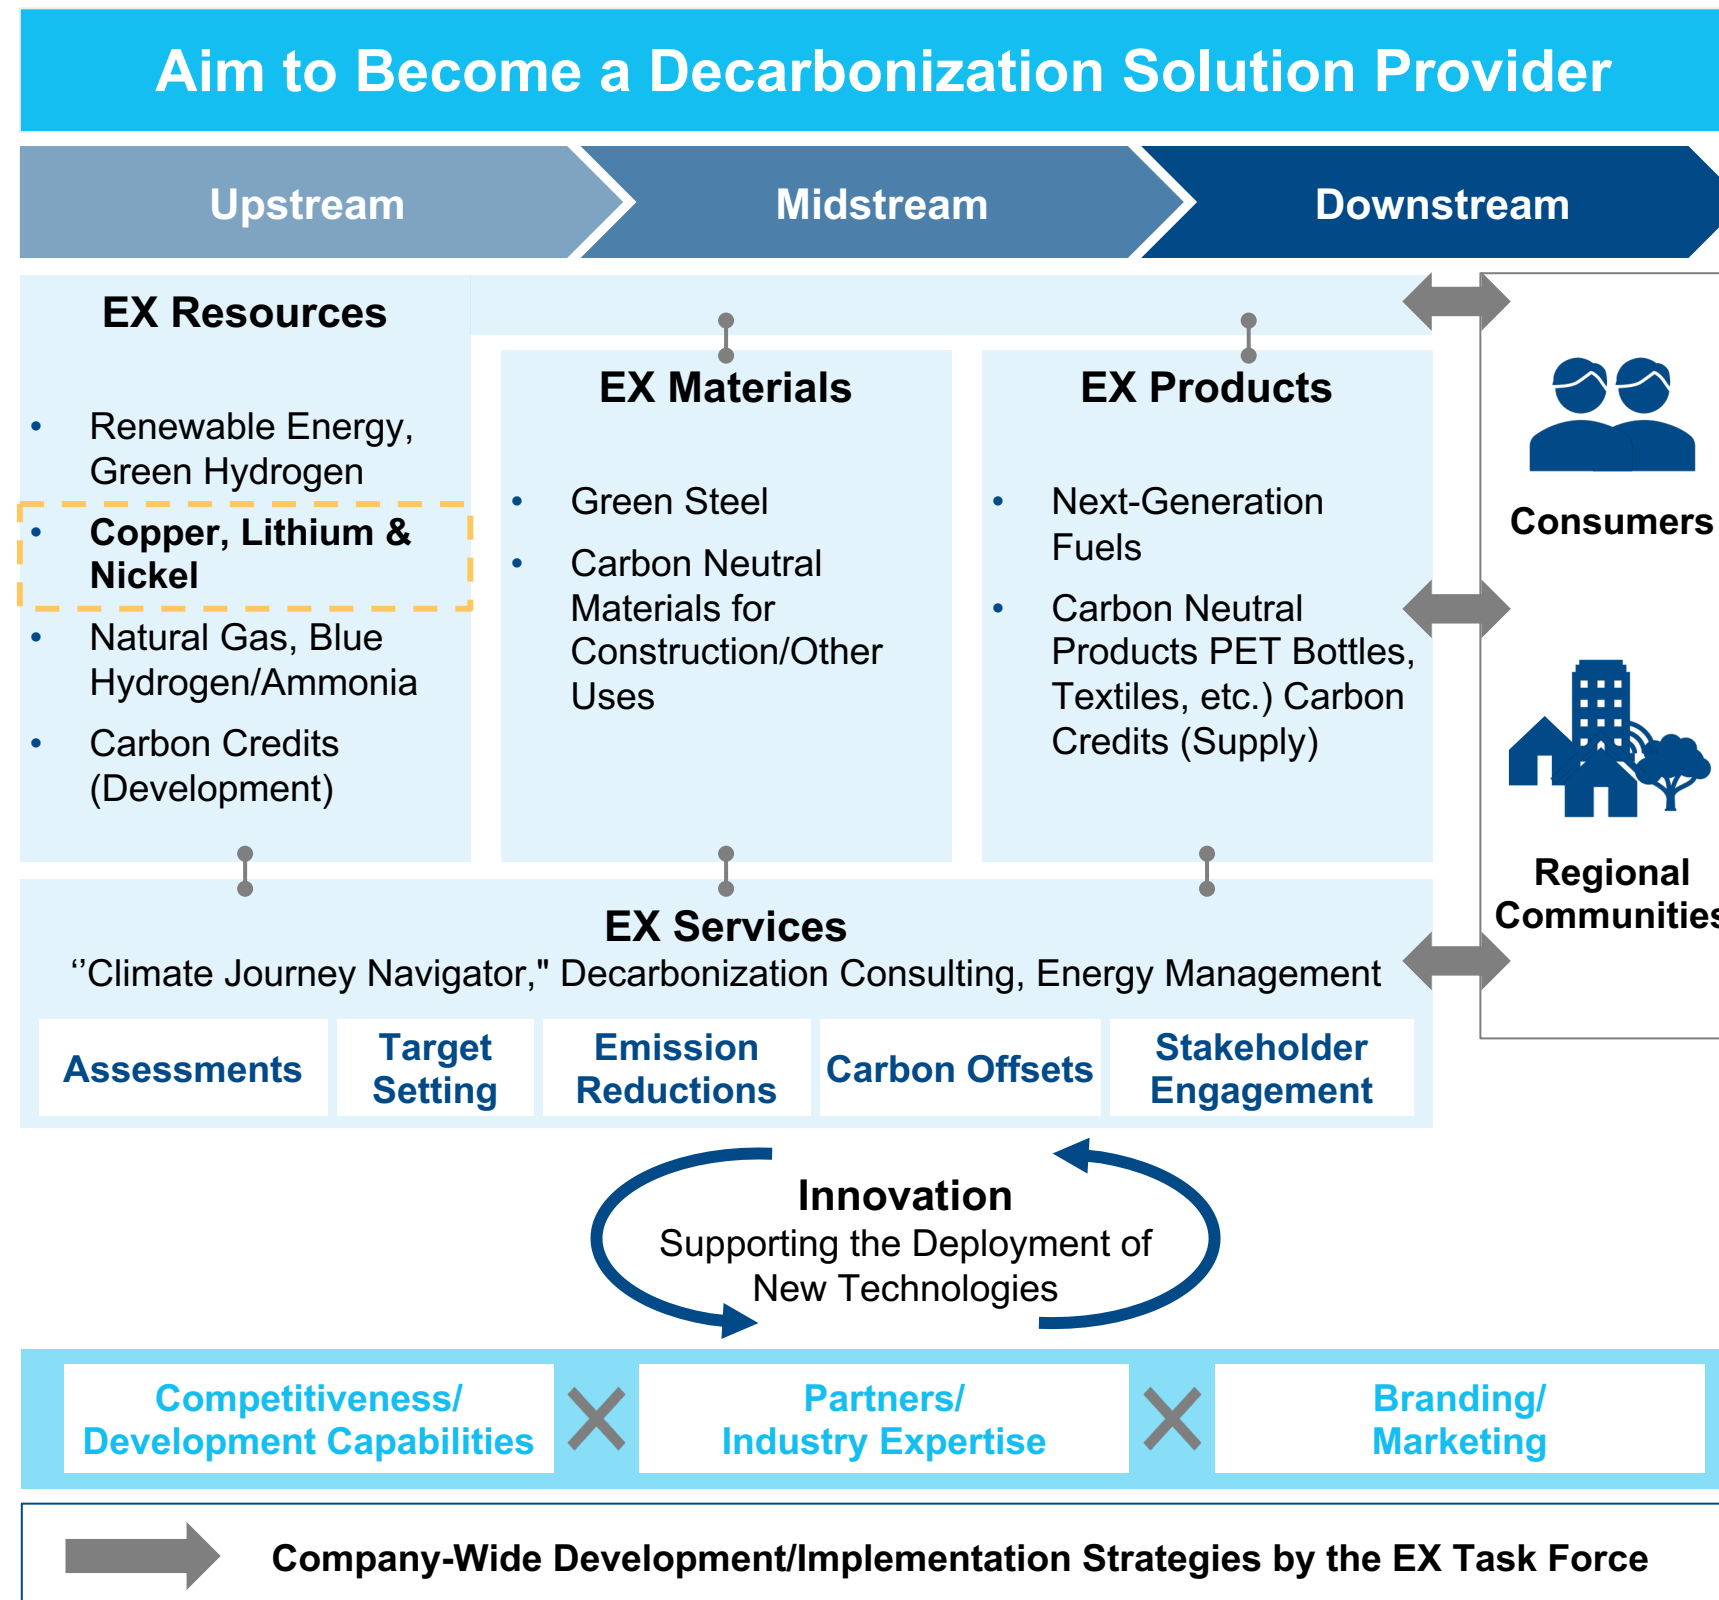 Aim to Become a Decarbonization Solution Provider
Upstream
Midstream
Downstream
EX Resources
• Renewable Energy,
Green Hydrogen
• Copper, Lithium &
Nickel
• Natural Gas, Blue
Hydrogen/Ammonia
• Carbon Credits
(Development)
EX Materials
• Green Steel
• Carbon Neutral
Materials for
Construction/Other
Uses
EX Products
• Next-Generation
Fuels
• Carbon Neutral
Products PET Bottles,
Textiles, etc.) Carbon
Credits (Supply)
Consumers
Regional
Communities
EX Services
‘’Climate Journey Navigator," Decarbonization Consulting, Energy Management
Assessments
Target
Setting
Emission
Reductions
Carbon Offsets
Stakeholder
Engagement
Innovation
Supporting the Deployment of
New Technologies
Competitiveness/
Development Capabilities
Partners/
Industry Expertise
Branding/
Marketing
Company-Wide Development/Implementation Strategies by the EX Task Force